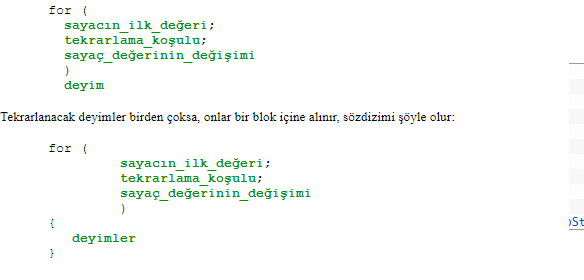 for (
sayacın_ilk_değeri;
tekrarlama_koşulu;
sayaç_değerinin_değişimi
)
deyim
Tekrarlanacak deyimler birden çoksa, onlar bir blok içine alınır, sözdizimi şöyle olur:
for (
sayacın_ilk_değeri;
tekrarlama_koşulu;
sayaç_değerinin_değişimi
)
{
deyimler
}